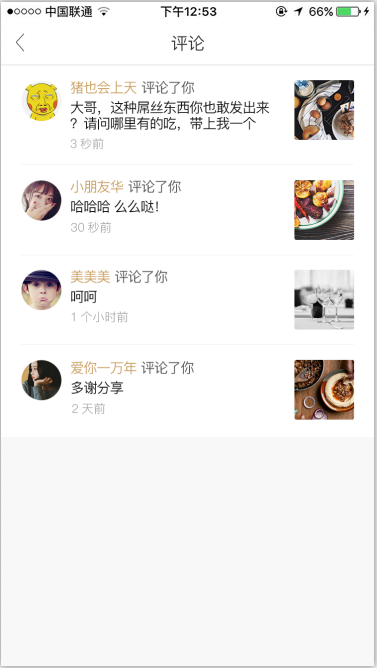 中国联通 下午12:53 66%
评论
猪也会上天 评论了你
大哥，这种屌丝东西你也敢发出来
？请问哪里有的吃，带上我一个
3 秒前
小朋友华 评论了你
哈哈哈 么么哒!
30 秒前
美美美 评论了你
呵呵
1 个小时前
爱你一万年 评论了你
多谢分享
2 天前